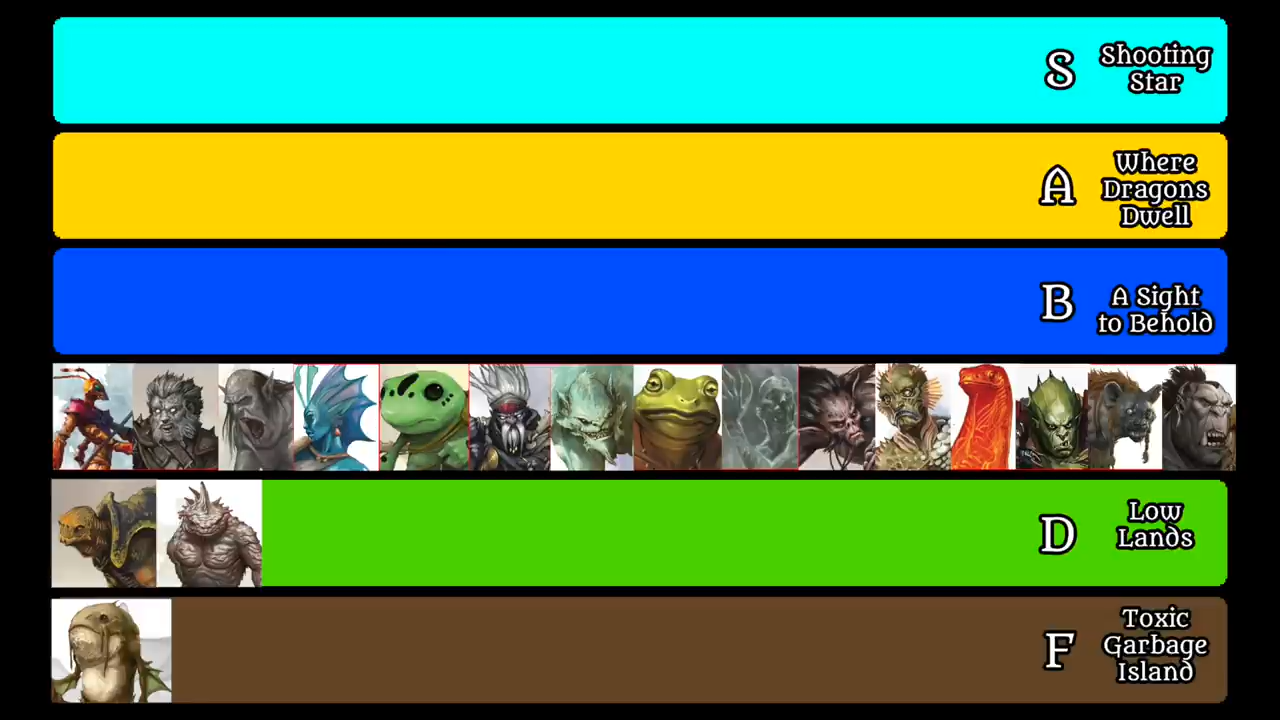 S
Shooting
Star
A
Where
Dragons
Dwell
B
A Sight
to Behold
D
Low
Lands
F
Toxic
Garbage
Island